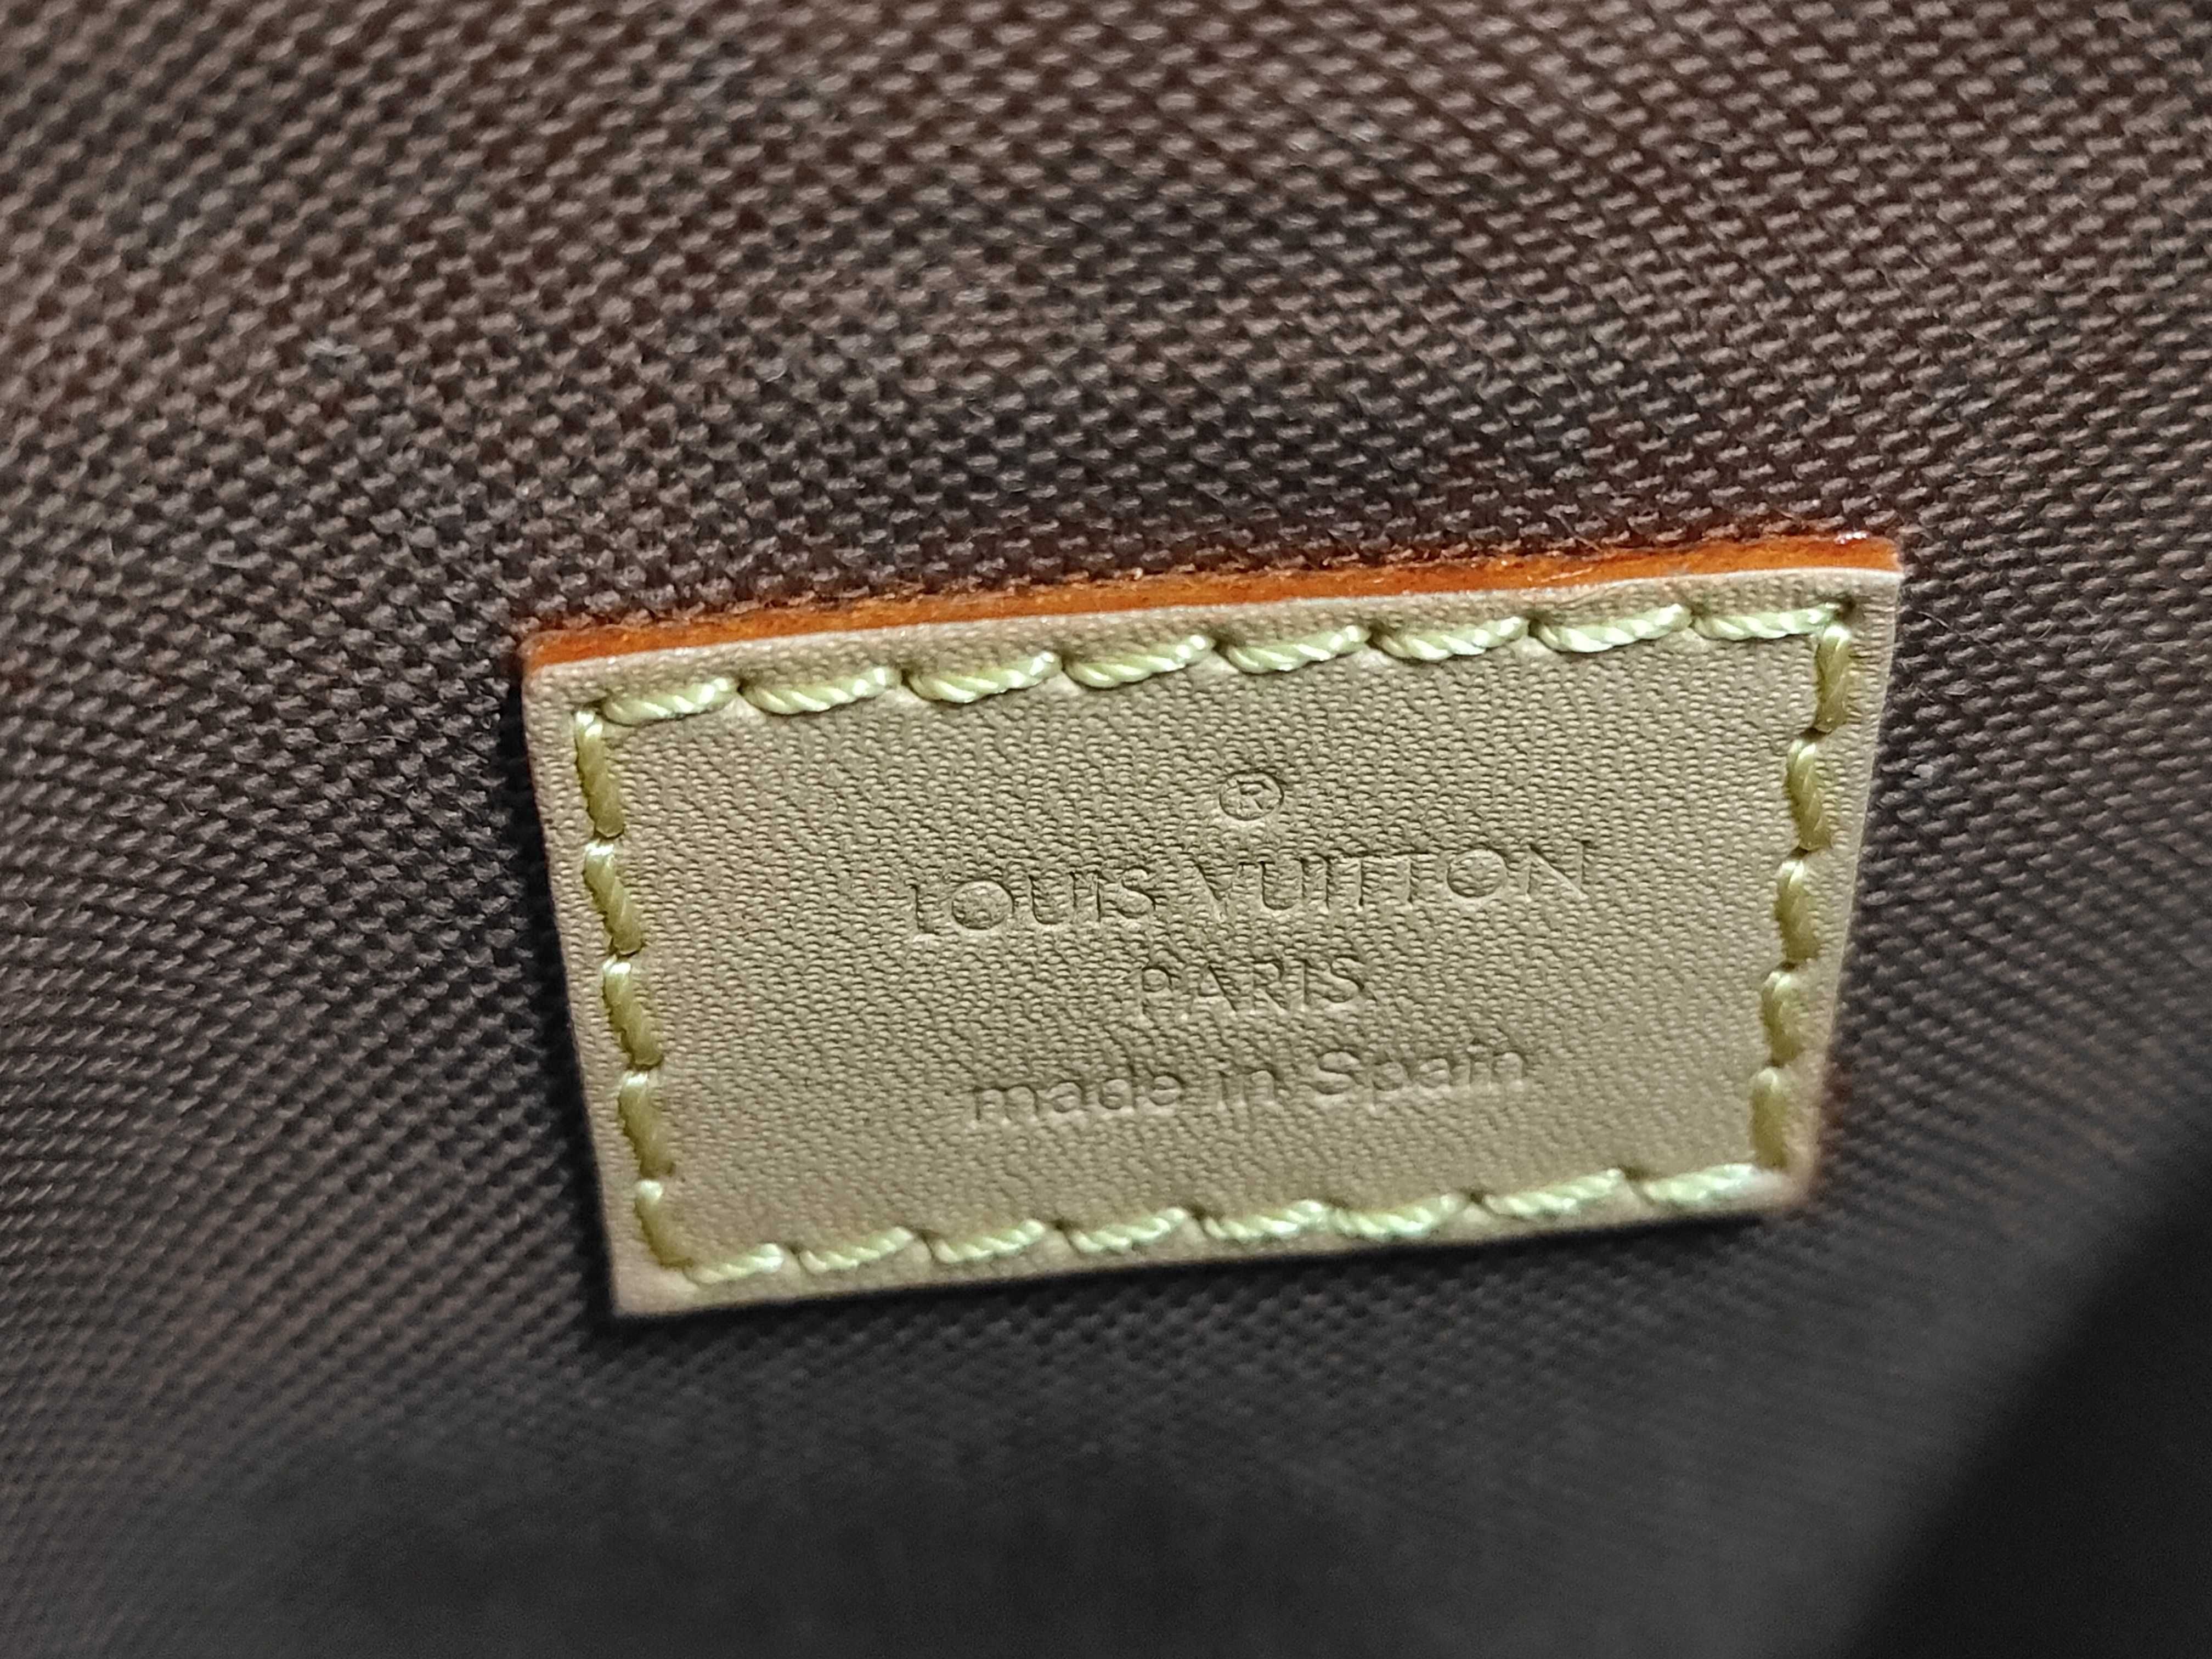 ®
LOUIS VUITTON
PARIS
made in Spain